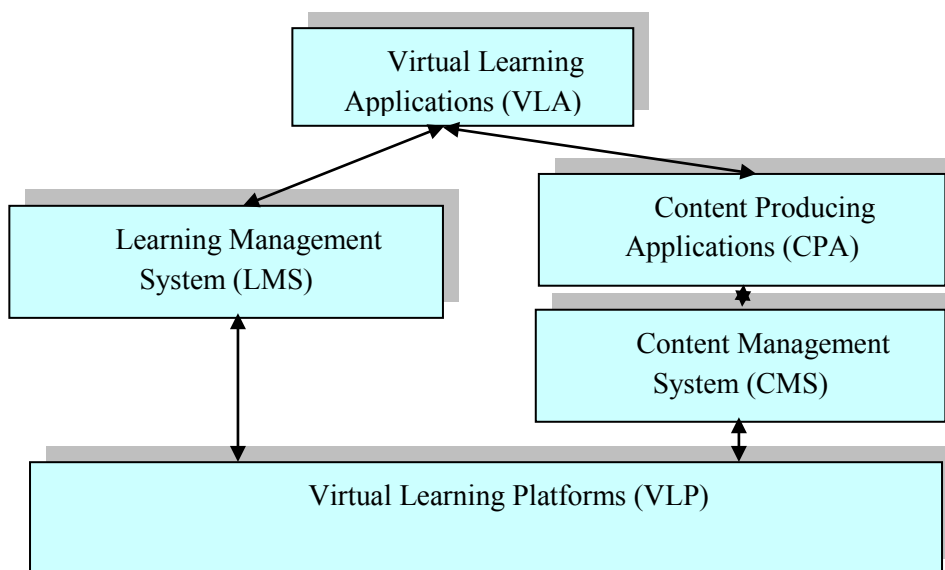 Virtual Learning
Applications (VLA)
Learning Management
System (LMS)
Content Producing
Applications (CPA)
Content Management
System (CMS)
Virtual Learning Platforms (VLP)